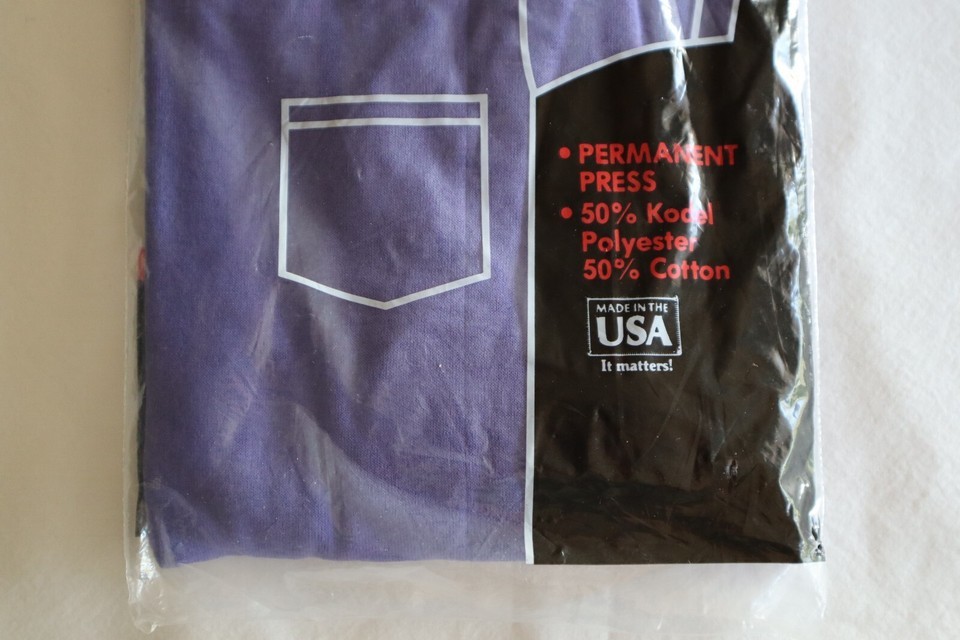 • PERMANENT
PRESS
• 50% Kodel
Polyester
50% Cotton
MADE IN THE
USA
It matters!